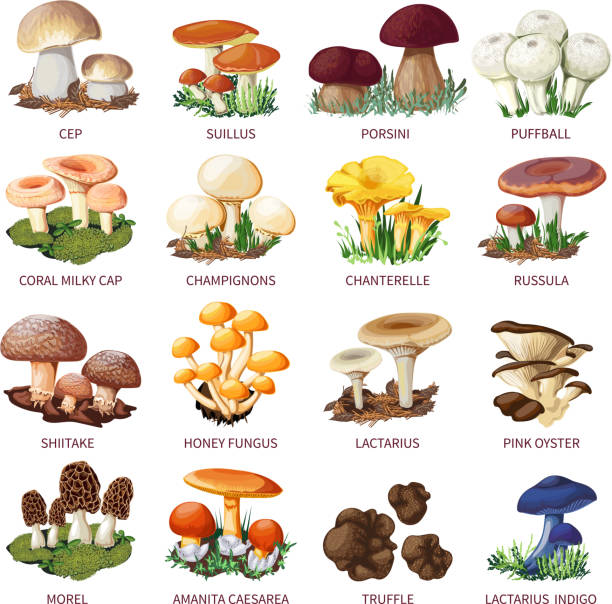 CEP
SUILLUS
PORSINI
PUFFBALL
CORAL MILKY CAP
CHAMPIGNONS
CHANTERELLE
RUSSULA
SHIITAKE
HONEY FUNGUS
LACTARIUS
PINK OYSTER
MOREL
AMANITA CAESAREA
TRUFFLE
LACTARIUS INDIGO